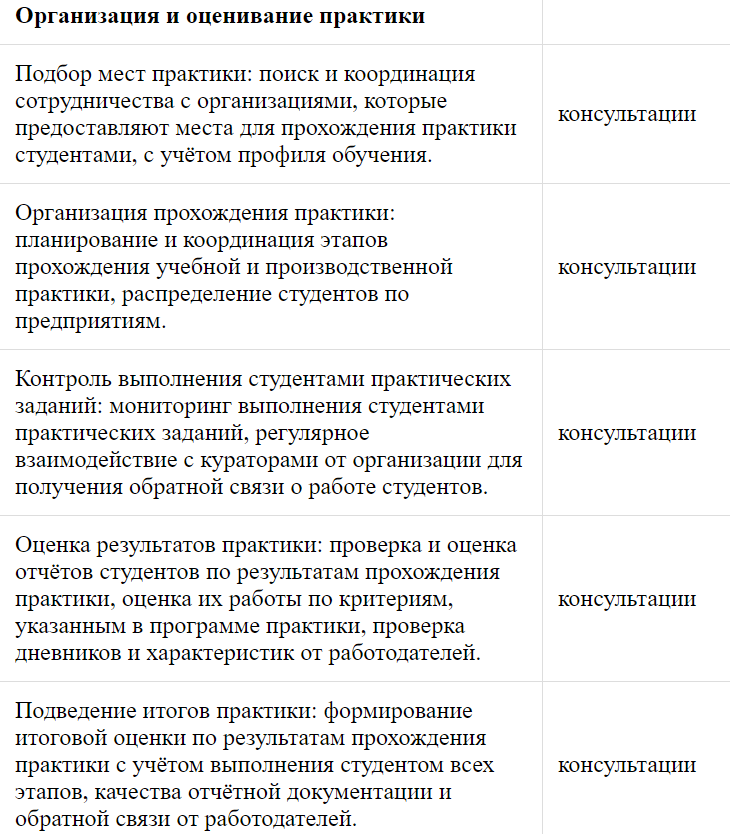 Организация и оценивание практики
Подбор мест практики: поиск и координация
сотрудничества с организациями, которые
предоставляют места для прохождения практики
студентами, с учётом профиля обучения.
консультации
Организация прохождения практики:
планирование и координация этапов
прохождения учебной и производственной
практики, распределение студентов по
предприятиям.
консультации
Контроль выполнения студентами практических
заданий: мониторинг выполнения студентами
практических заданий, регулярное
взаимодействие с кураторами от организации для
получения обратной связи о работе студентов.
консультации
Оценка результатов практики: проверка и оценка
отчётов студентов по результатам прохождения
практики, оценка их работы по критериям,
указанным в программе практики, проверка
дневников и характеристик от работодателей.
консультации
Подведение итогов практики: формирование
итоговой оценки по результатам прохождения
практики с учётом выполнения студентом всех
этапов, качества отчётной документации и
обратной связи от работодателей.
консультации